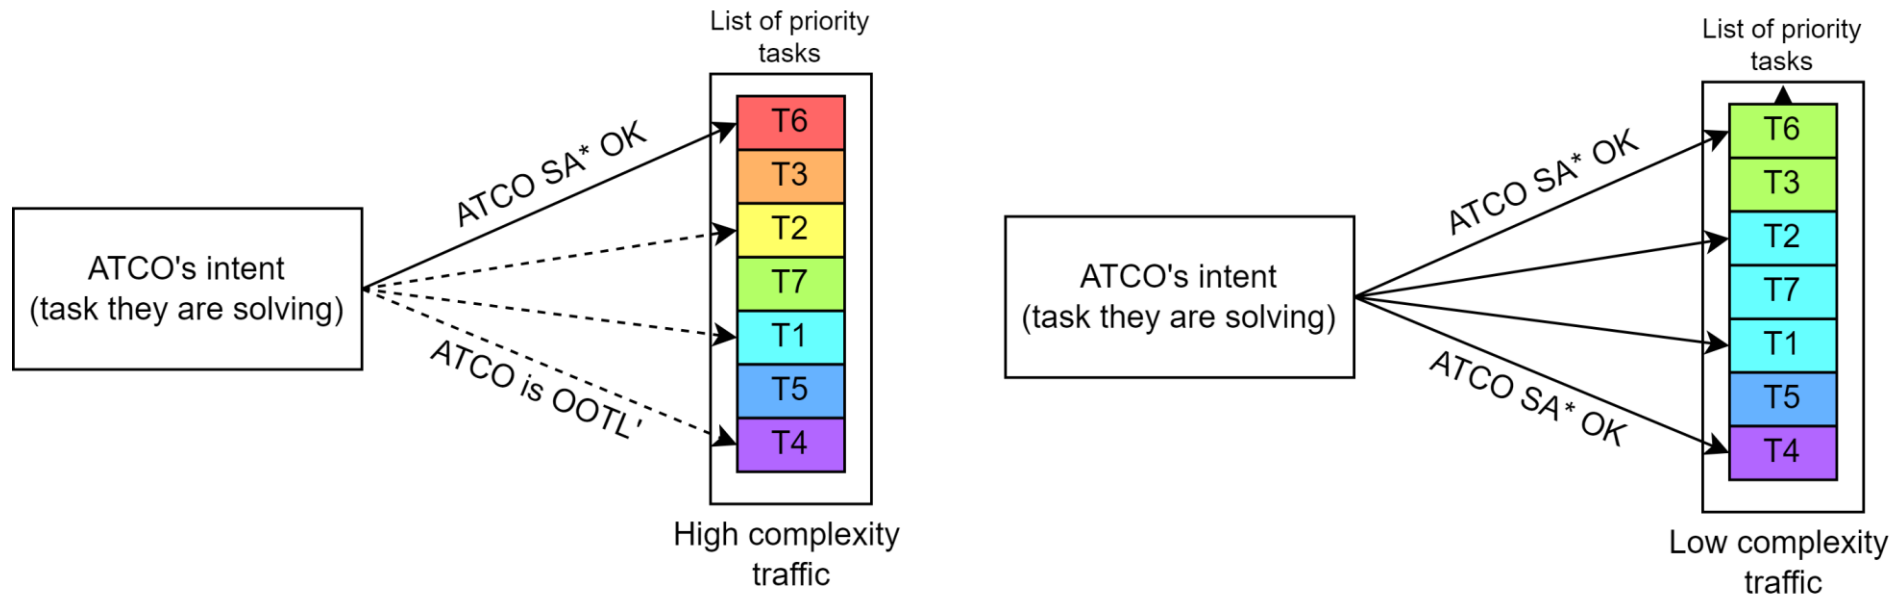 List of priority
tasks
T6
T3
T2
T7
T1
T5
T4
ATCO SA* OK
ATCO's intent
(task they are solving)
ATCO is OOTL'
High complexity
traffic
List of priority
tasks
T6
T3
T2
T7
T1
T5
T4
ATCO SA* OK
ATCO's intent
(task they are solving)
ATCO SA* OK
Low complexity
traffic